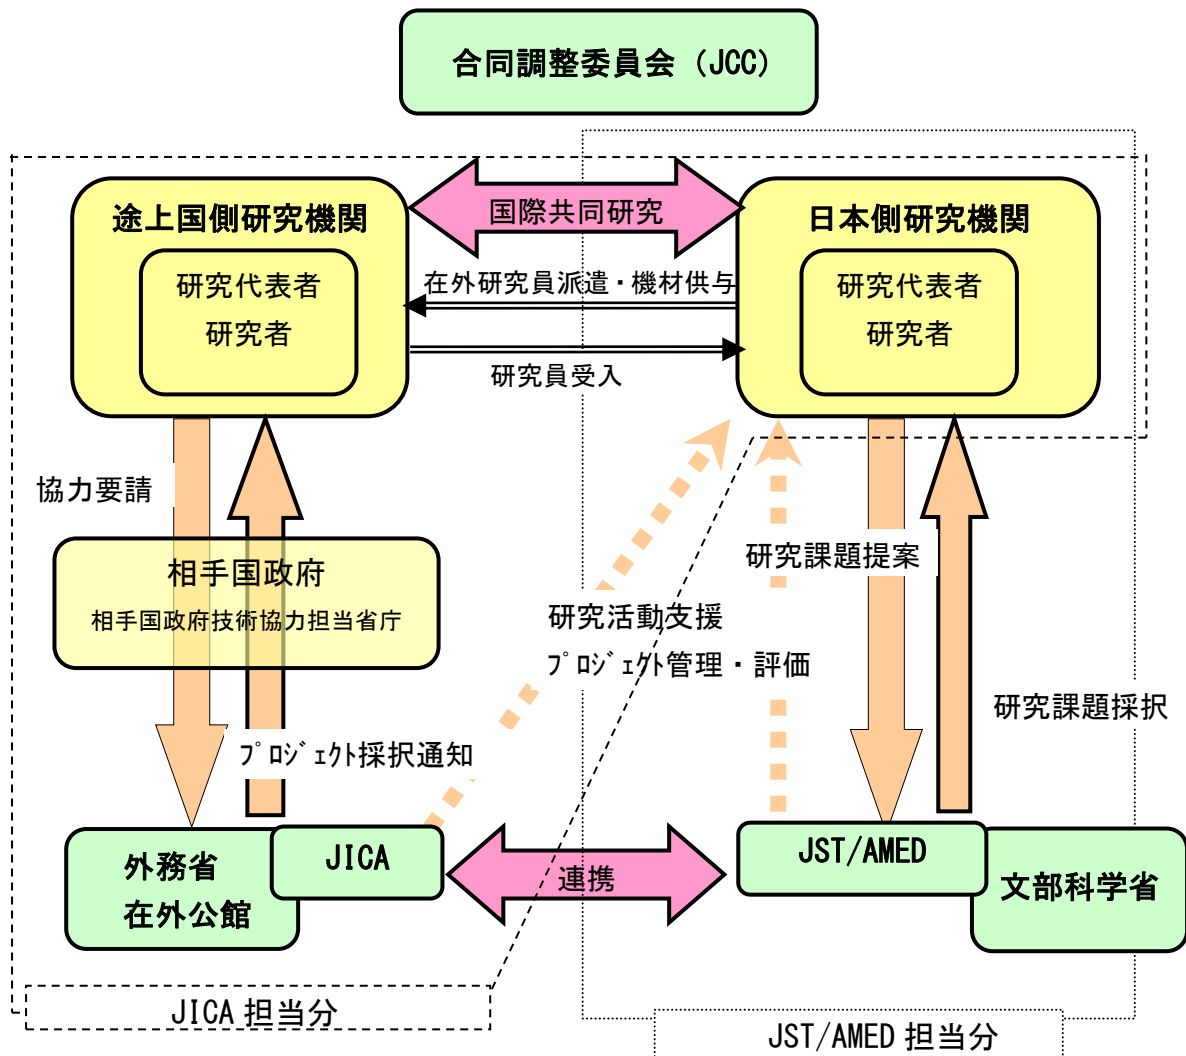 合同調整委員会（JCC）
途上国側研究機関
国際共同研究
日本側研究機関
研究代表者
研究者
在外研究員派遣・機材供与
研究代表者
研究者
研究員受入
協力要請
研究課題提案
相手国政府
相手国政府技術協力担当省庁
研究活動支援
ﾌﾟﾛｼﾞｪｸﾄ管理・評価
研究課題採択
ﾌﾟﾛｼﾞｪｸﾄ採択通知
外務省
在外公館
JICA
連携
JST/AMED
文部科学省
JICA 担当分
JST/AMED 担当分